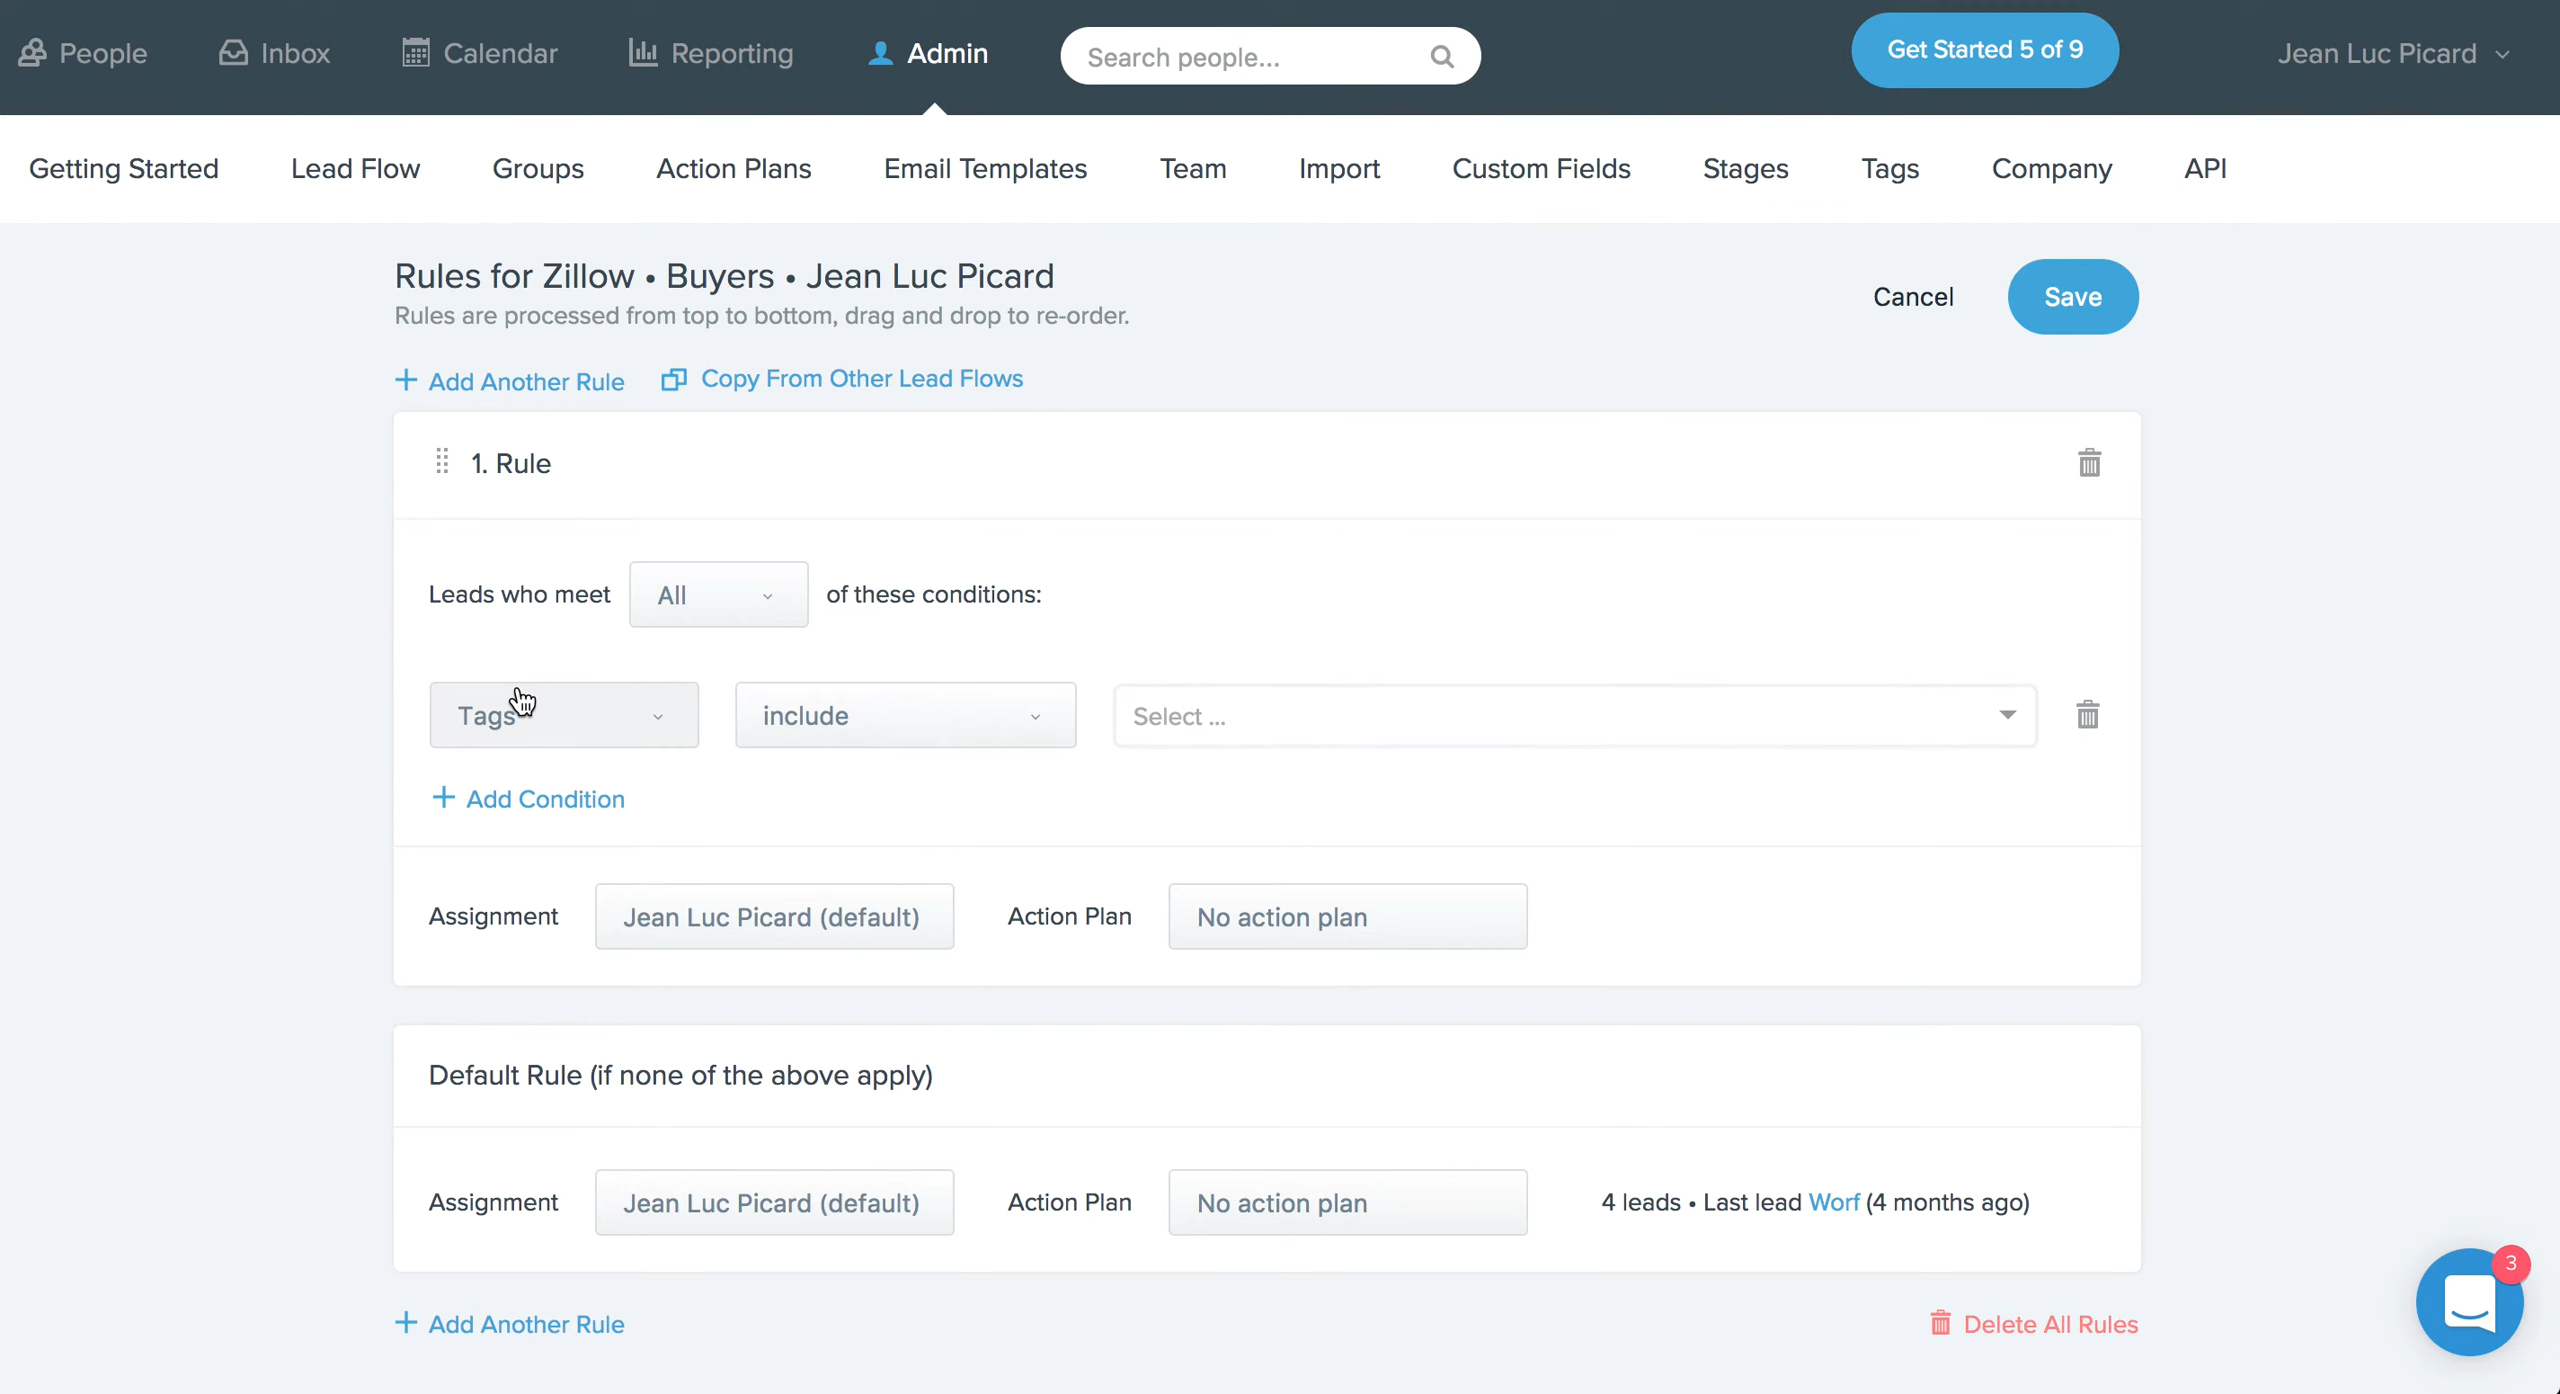 People Inbox Calendar Reporting Admin Search people... Get Started 5 of 9 Jean Luc Picard
Getting Started Lead Flow Groups Action Plans Email Templates Team Import Custom Fields Stages Tags Company API
Rules for Zillow • Buyers • Jean Luc Picard
Rules are processed from top to bottom, drag and drop to re-order.
Cancel Save
Add Another Rule Copy From Other Lead Flows
1. Rule
Leads who meet All of these conditions:
Tags include Select ...
Add Condition
Assignment Jean Luc Picard (default) Action Plan No action plan
Default Rule (if none of the above apply)
Assignment Jean Luc Picard (default) Action Plan No action plan 4 leads • Last lead Worf (4 months ago)
3
Add Another Rule Delete All Rules